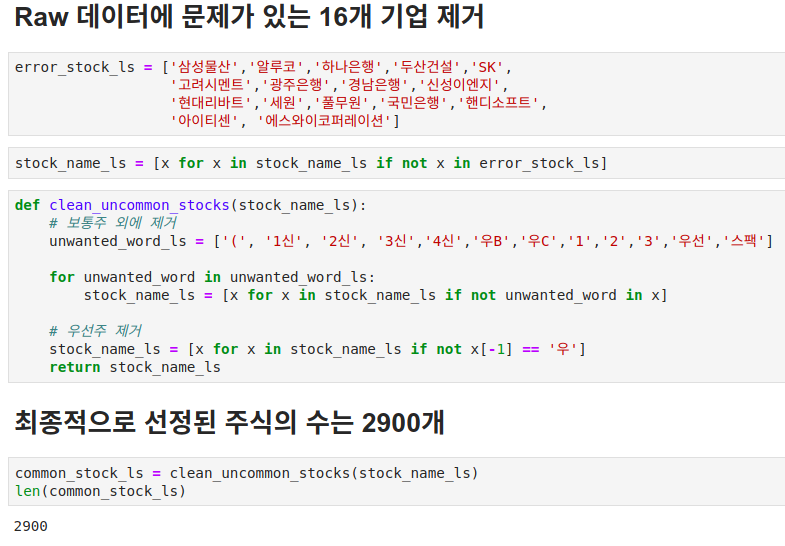 Raw 데이터에 문제가 있는 16개 기업 제거
error_stock_ls = ['삼성물산','알루코','하나은행','두산건설','SK',
'고려시멘트','광주은행','경남은행','신성이엔지',
'현대리바트','세원','풀무원','국민은행','핸디소프트',
'아이티센', '에스와이코퍼레이션']
stock_name_ls = [x for x in stock_name_ls if not x in error_stock_ls]
def clean_uncommon_stocks(stock_name_ls):
# 보통주 외에 제거
unwanted_word_ls = ['(', '1신', '2신', '3신','4신','우B','우C','1','2','3','우선','스팩']
for unwanted_word in unwanted_word_ls:
stock_name_ls = [x for x in stock_name_ls if not unwanted_word in x]
# 우선주 제거
stock_name_ls = [x for x in stock_name_ls if not x[-1] == '우']
return stock_name_ls
최종적으로 선정된 주식의 수는 2900개
common_stock_ls = clean_uncommon_stocks(stock_name_ls)
len(common_stock_ls)
2900